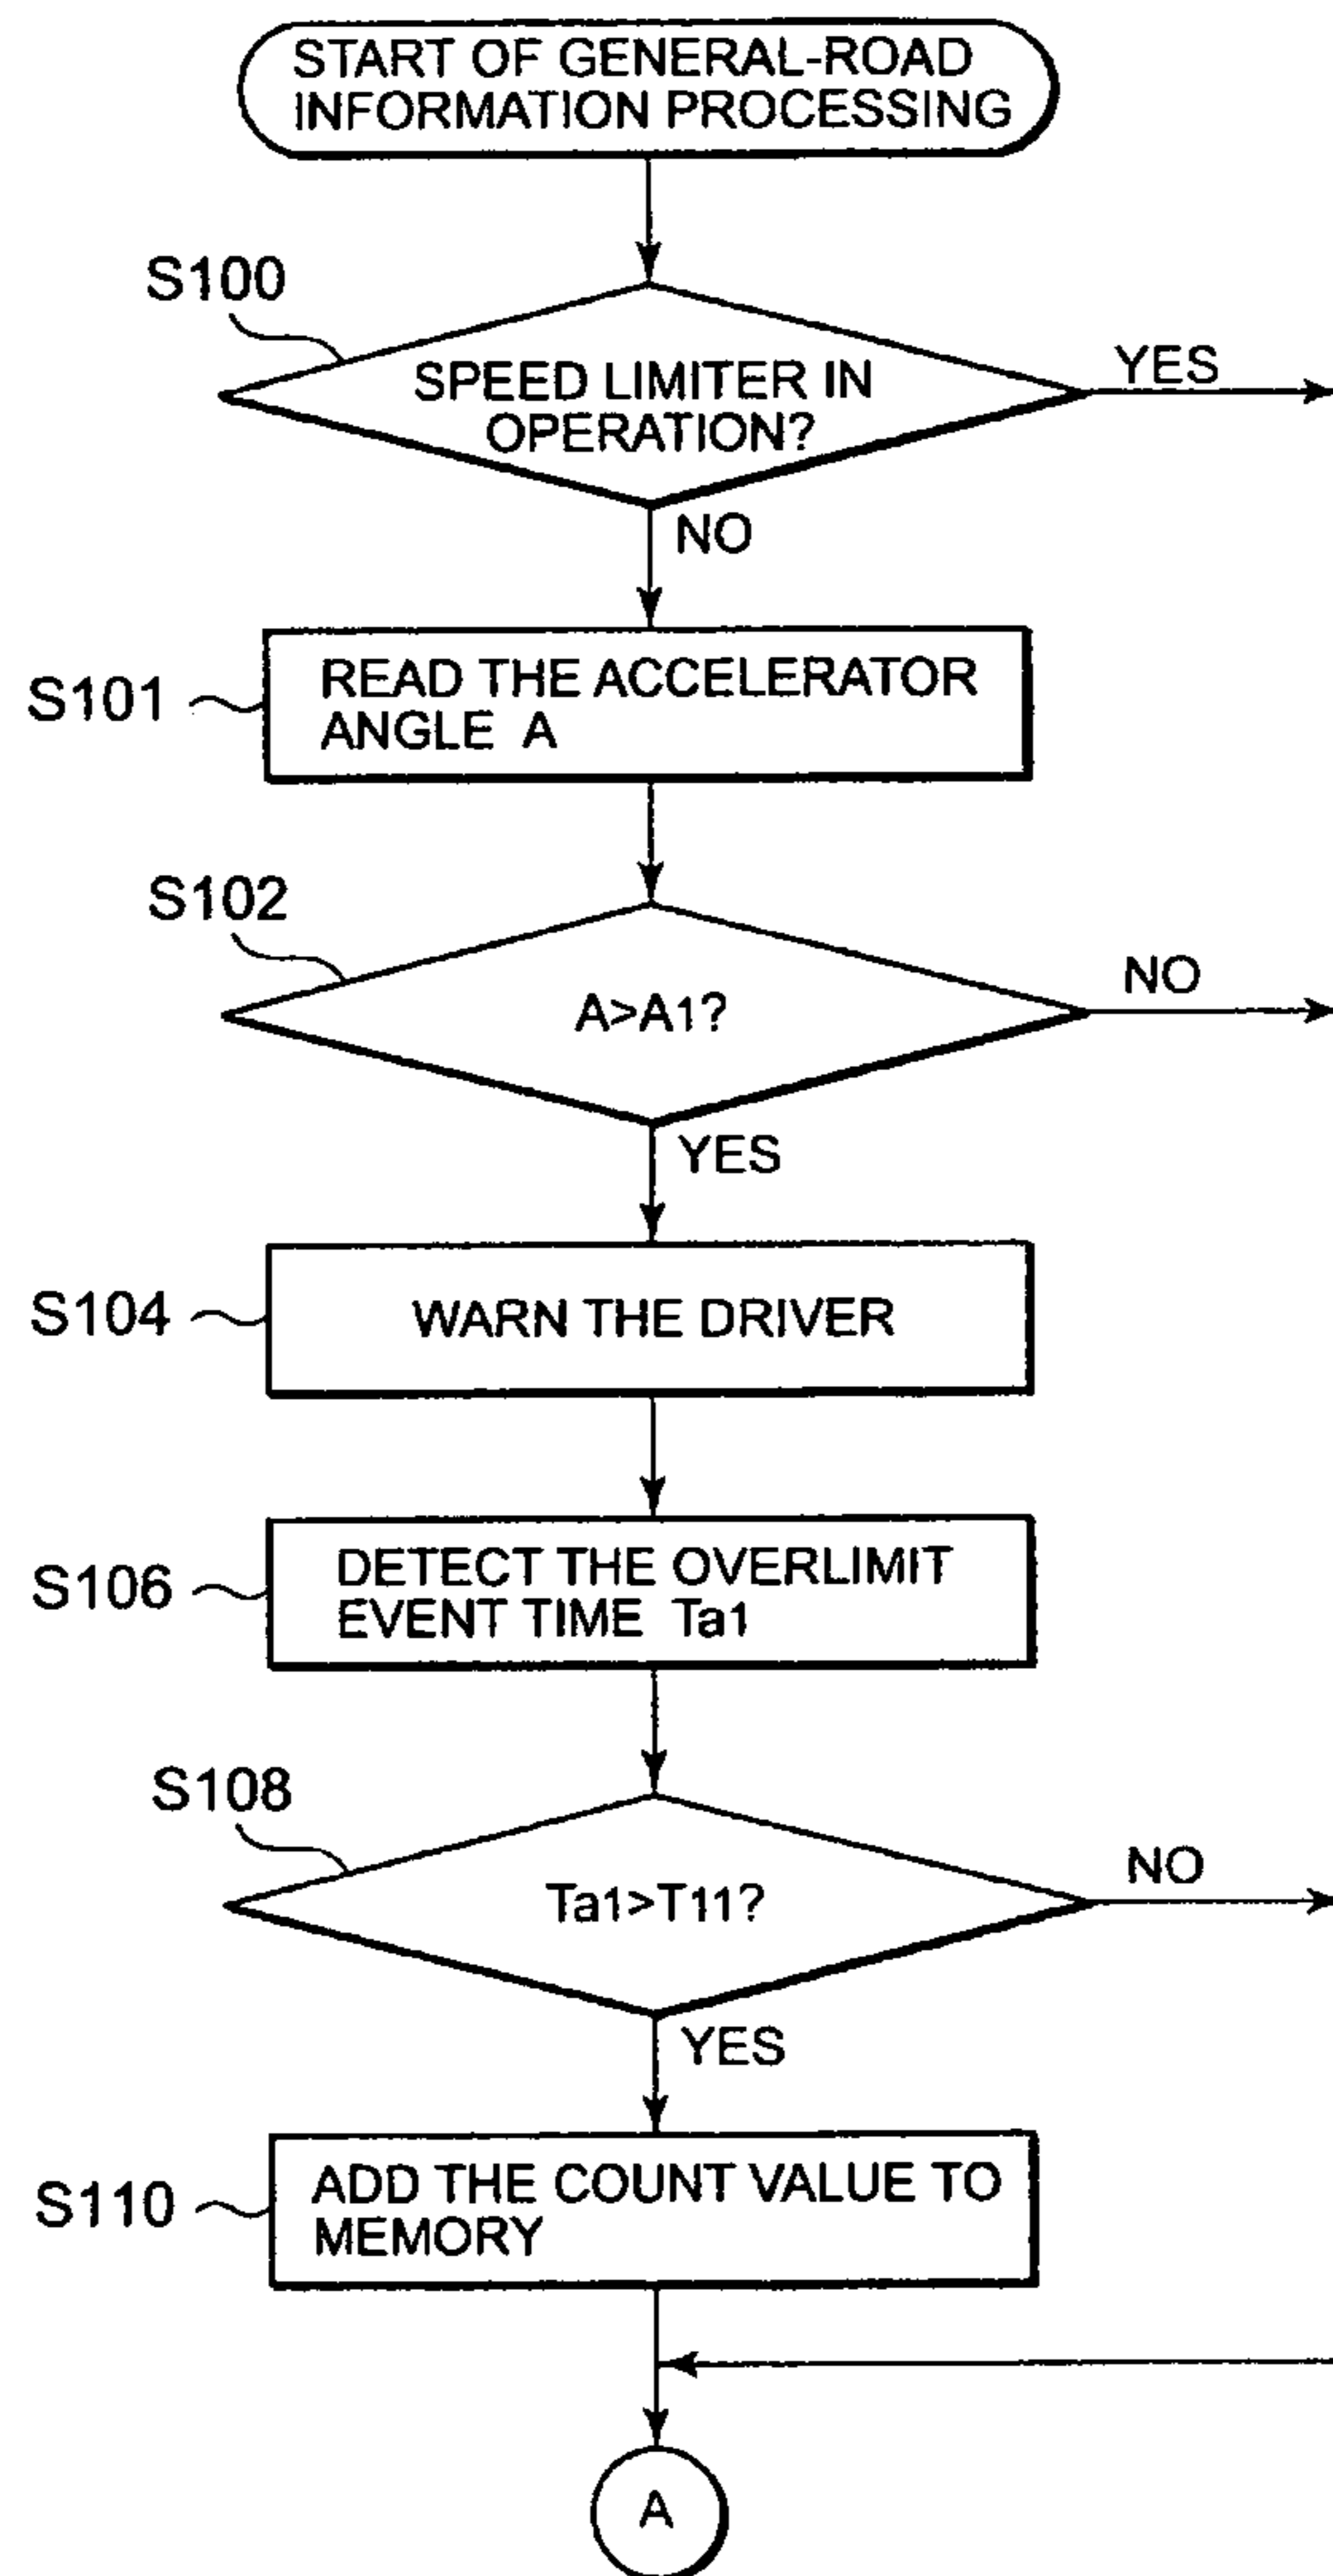 START OF GENERAL-ROAD
INFORMATION PROCESSING
S100
SPEED LIMITER IN
OPERATION?
YES
NO
S101
READ THE ACCELERATOR
ANGLE A
S102
A>A1?
NO
YES
S104
WARN THE DRIVER
S106
DETECT THE OVERLIMIT
EVENT TIME Ta1
S108
Ta1>T11?
NO
YES
S110
ADD THE COUNT VALUE TO
MEMORY
A